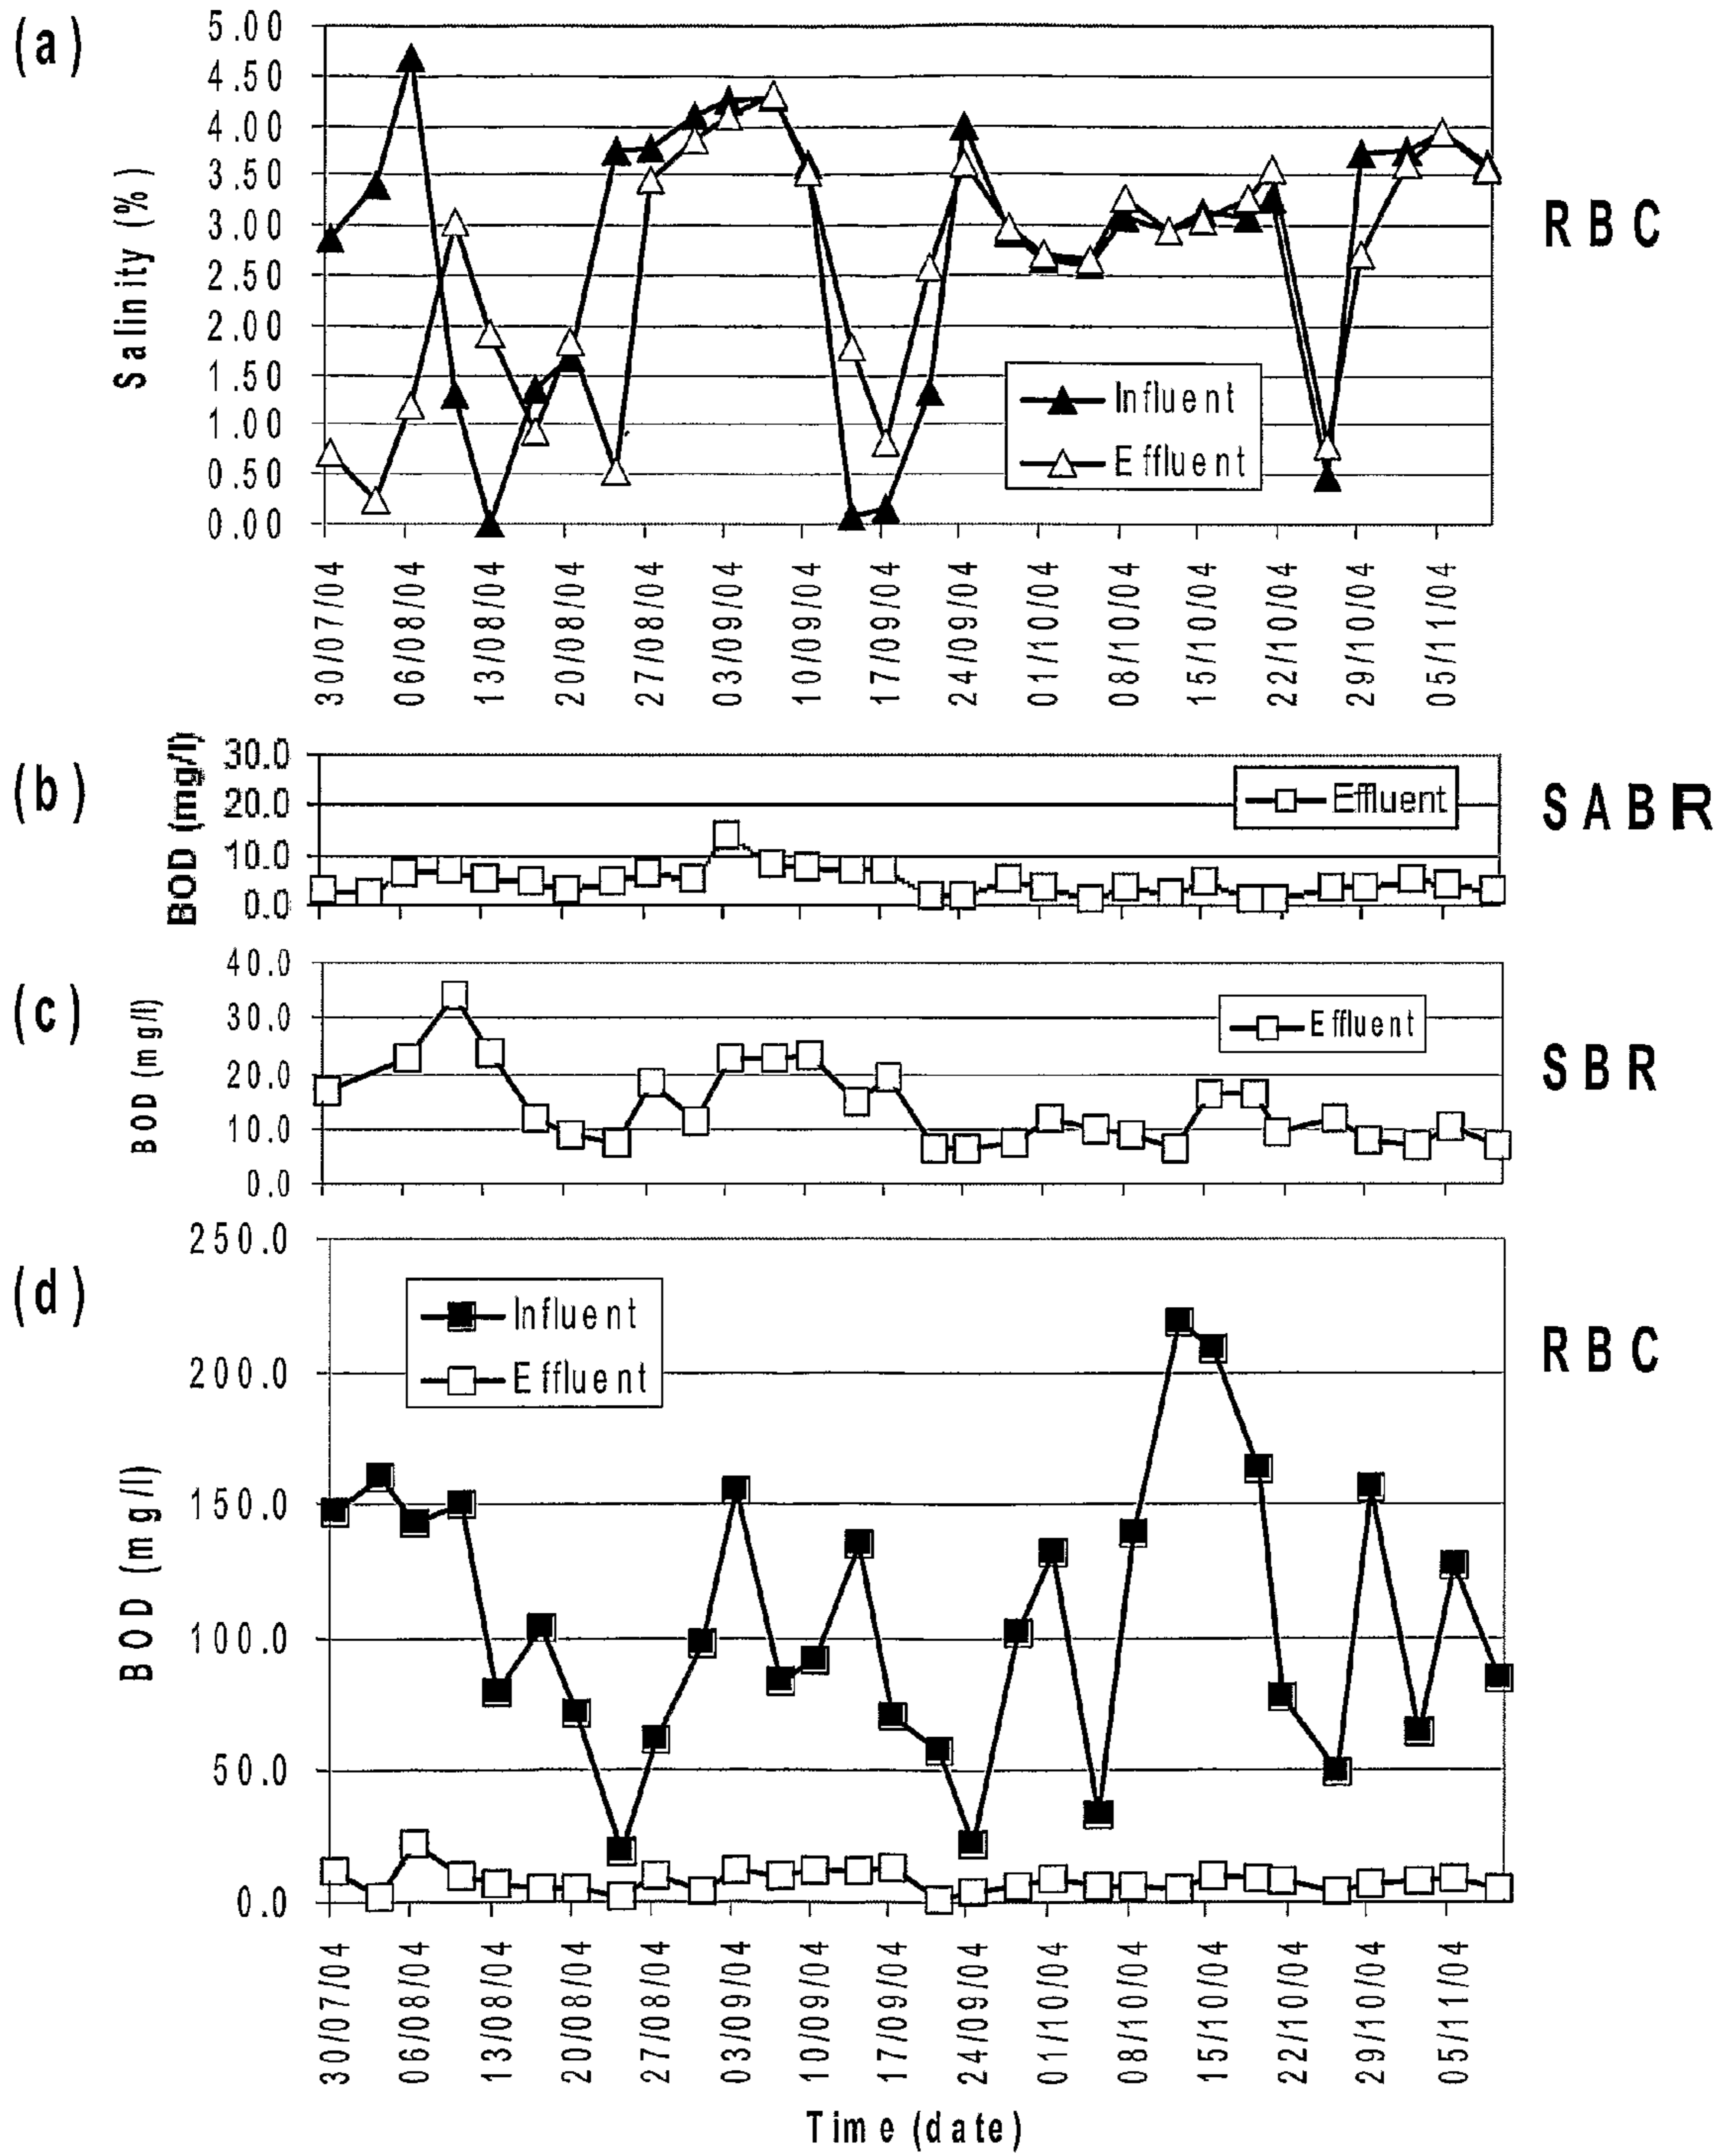 (a)
5.00
4.50
4.00
3.50
3.00
2.50
2.00
1.50
1.00
0.50
0.00
Salinity (%)
Influent
Effluent
RBC
30/07/04
06/08/04
13/08/04
20/08/04
27/08/04
03/09/04
10/09/04
17/09/04
24/09/04
01/10/04
08/10/04
15/10/04
22/10/04
29/10/04
05/11/04
(b)
BOD (mg/l)
30.0
20.0
10.0
0.0
Effluent
SABR
(c)
BOD (mg/l)
40.0
30.0
20.0
10.0
0.0
Effluent
SBR
(d)
BOD (mg/l)
250.0
200.0
150.0
100.0
50.0
0.0
Influent
Effluent
RBC
30/07/04
06/08/04
13/08/04
20/08/04
27/08/04
03/09/04
10/09/04
17/09/04
24/09/04
01/10/04
08/10/04
15/10/04
22/10/04
29/10/04
05/11/04
Time (date)